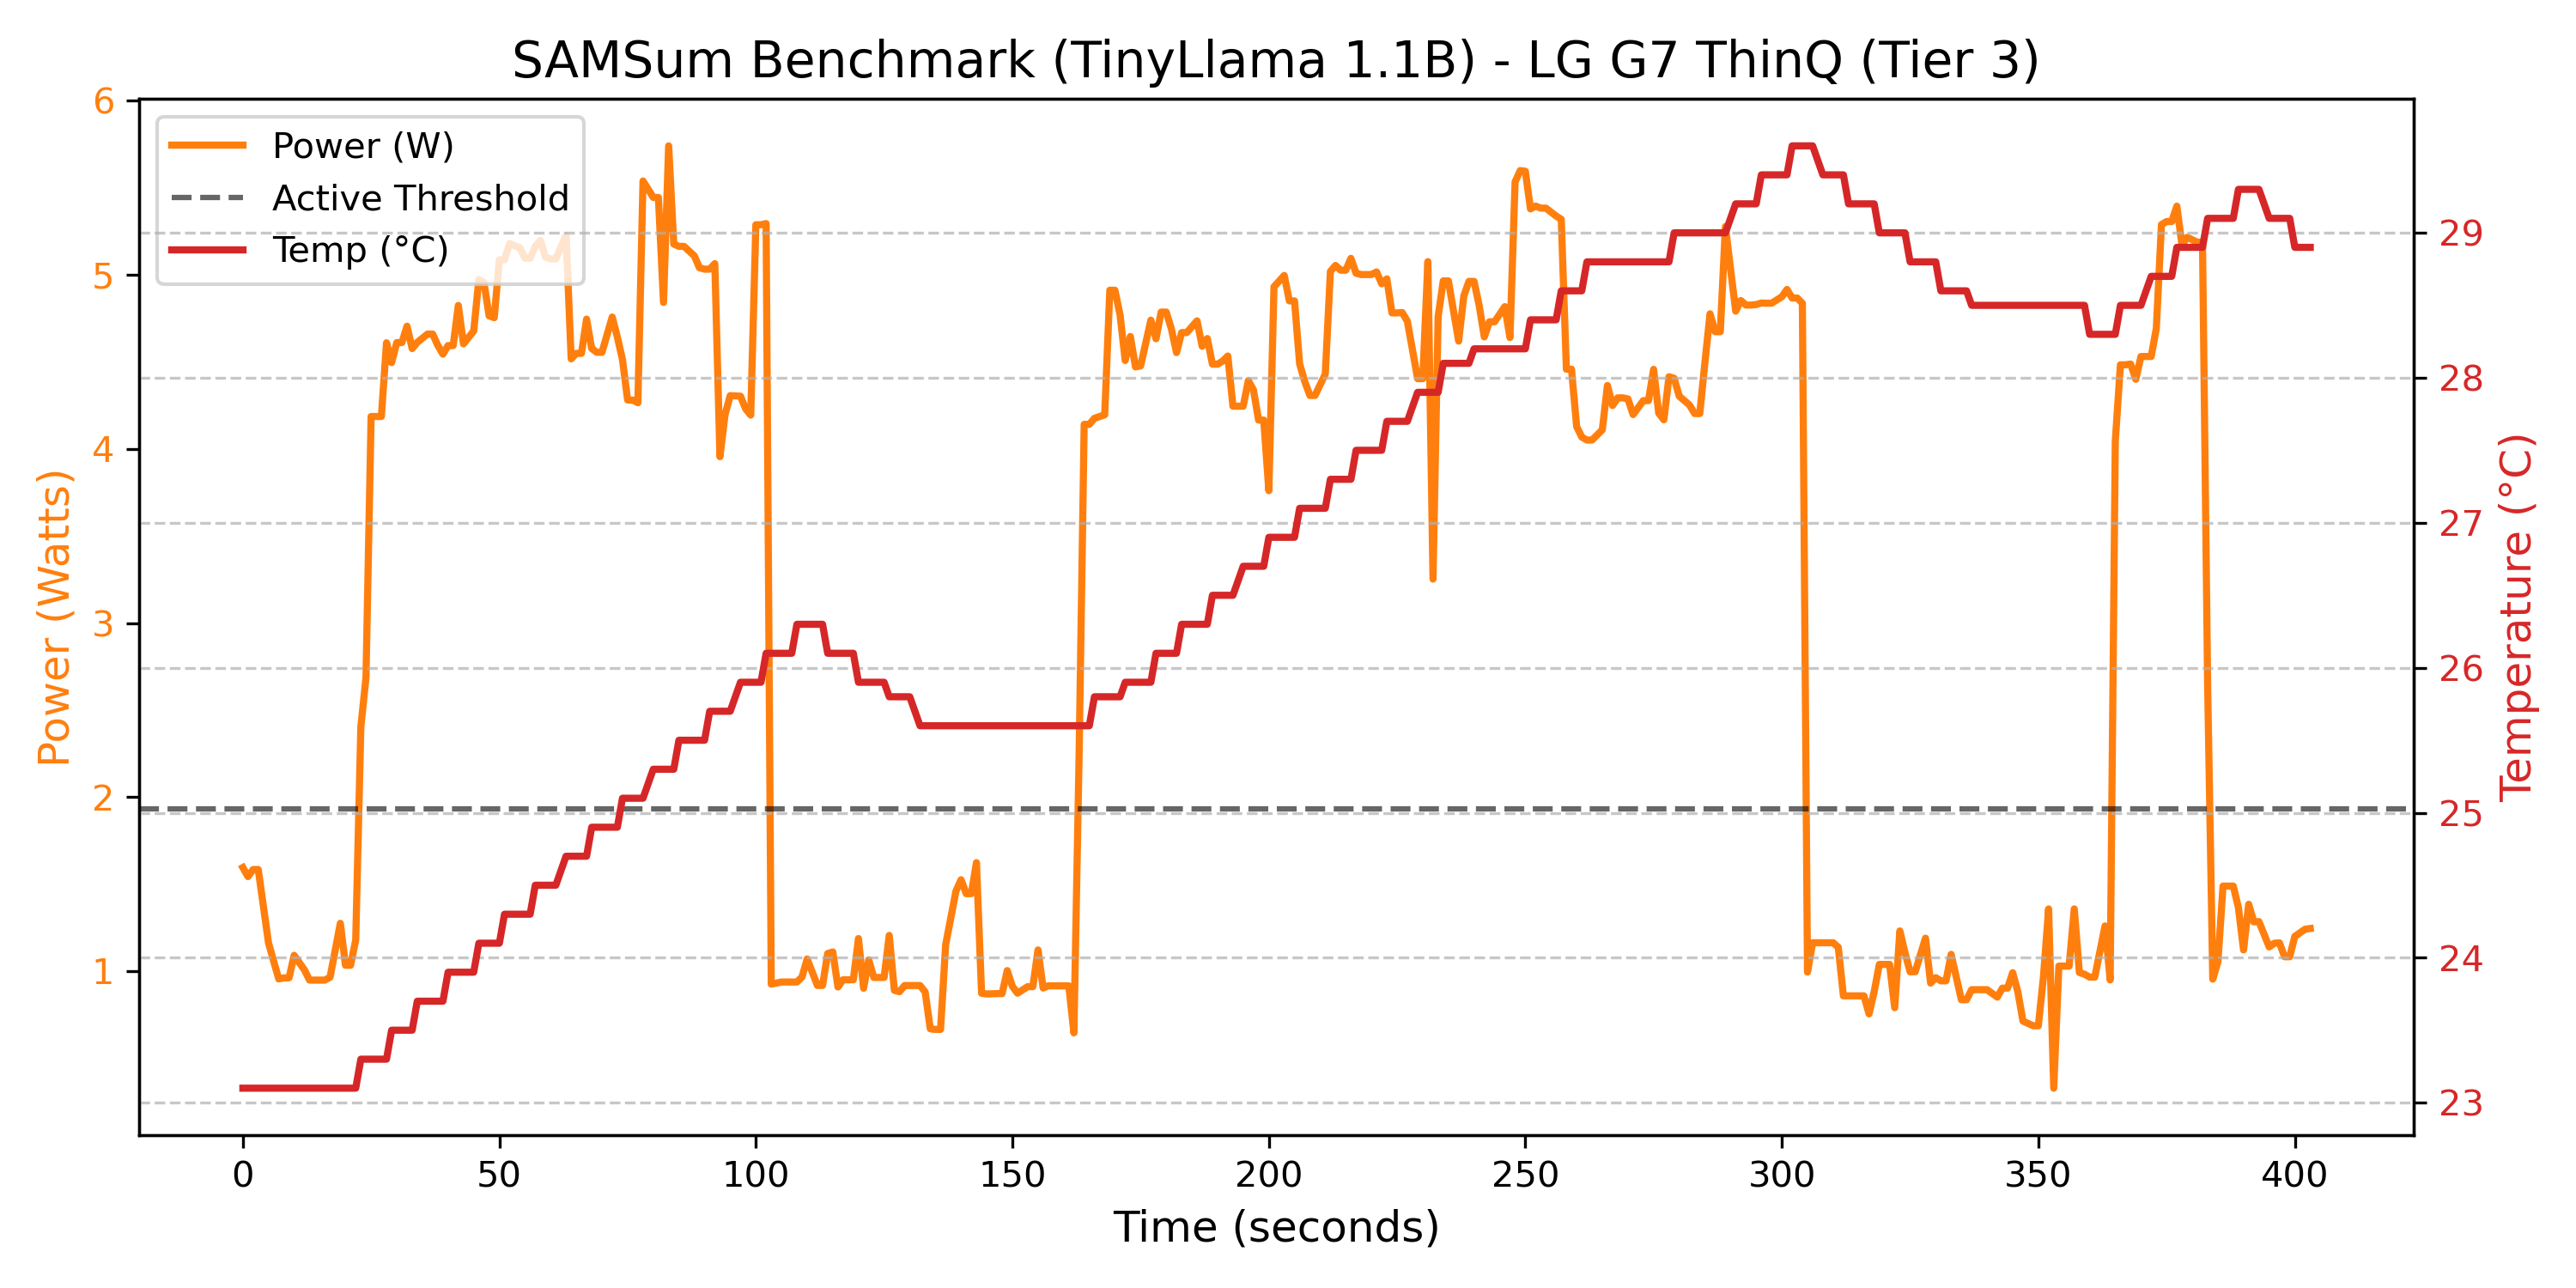 SAMSum Benchmark (TinyLlama 1.1B) - LG G7 ThinQ (Tier 3)
Power (W)
Active Threshold
Temp (°C)
Power (Watts)
6
5
4
3
2
1
29
28
27
26
25
24
23
Temperature (°C)
0 50 100 150 200 250 300 350 400
Time (seconds)